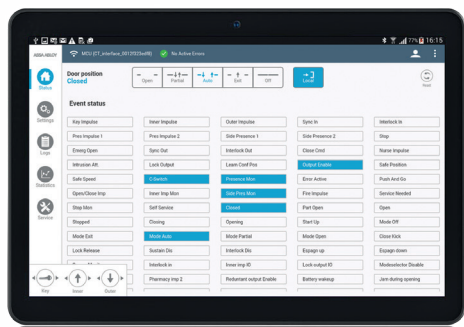 77% 16:15
ASSA ABLOY
MCU (ET_interface_0012f325edf8) No Active Errors
Door position
Closed
Open Partial Auto Exit Off
Local
Reset
Status
Event status
Key Impulse Inner Impulse Outer Impulse Sync In Interlock In
Pres Impulse 1 Pres Impulse 2 Side Presence 1 Side Presence 2 Stop
Settings
Emerg Open Sync Out Interlock Out Close Cmd Nurse Impulse
Intrusion Att. Lock Output Learn Conf Pos Output Enable Safe Position
Logs
Safe Speed E-Switch Presence Mon Error Active Push And Go
Open/Close Imp Inner Imp Mon Side Pres Mon Fire Impulse Service Needed
Statistics
Stop Mon Self Service Closed Part Open Open
Stopped Closing Opening Start Up Mode Off
Service
Mode Exit Mode Auto Mode Partial Mode Open Close Kick
Lock Release Sustain Dis Interlock Dis Espagn up Espagn down
Interlock in Inner Imp IO Lock output IO Modeselector Disable
Pharmacy Imp 2 Redundant output Enable Battery wakeup Jam during opening
Key Inner Outer